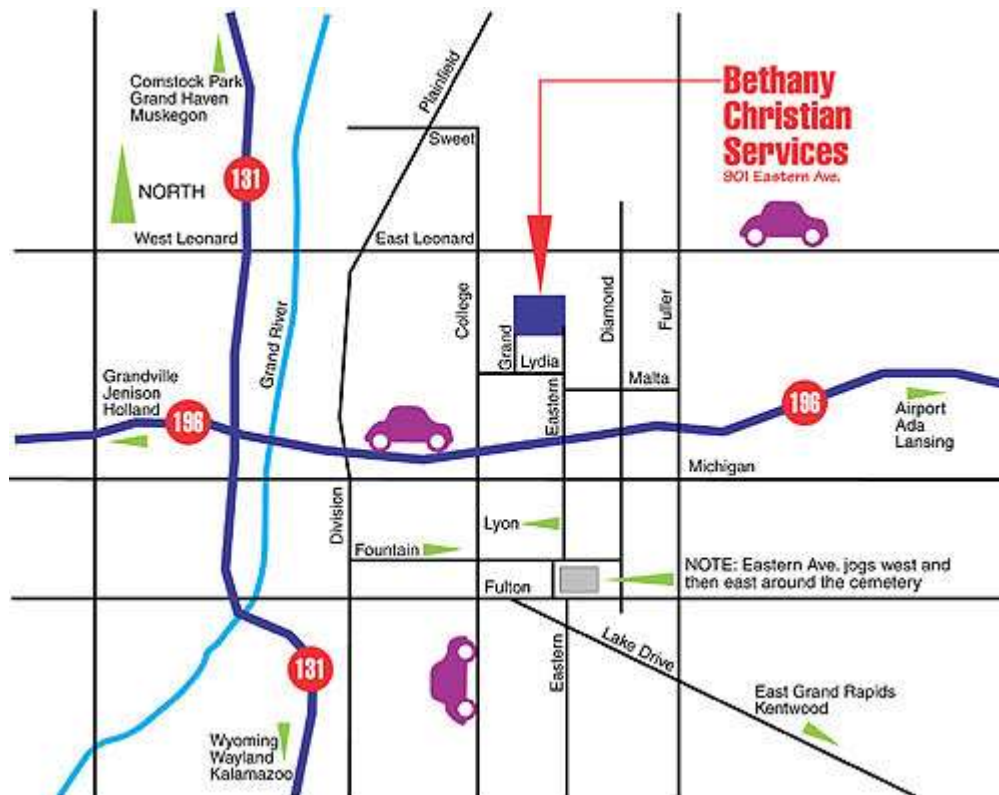 Comstock Park
Grand Haven
Muskegon
131
NORTH
West Leonard
Plainfield
Sweet
East Leonard
Bethany
Christian
Services
901 Eastern Ave.
Grand River
College
Grand
Lydia
Eastern
Diamond
Malta
Fuller
Grandville
Jenison
Holland
196
196
Airport
Ada
Lansing
Michigan
Division
Lyon
Fountain
Fulton
NOTE: Eastern Ave. jogs west and
then east around the cemetery
131
Eastern
Lake Drive
East Grand Rapids
Kentwood
Wyoming
Wayland
Kalamazoo